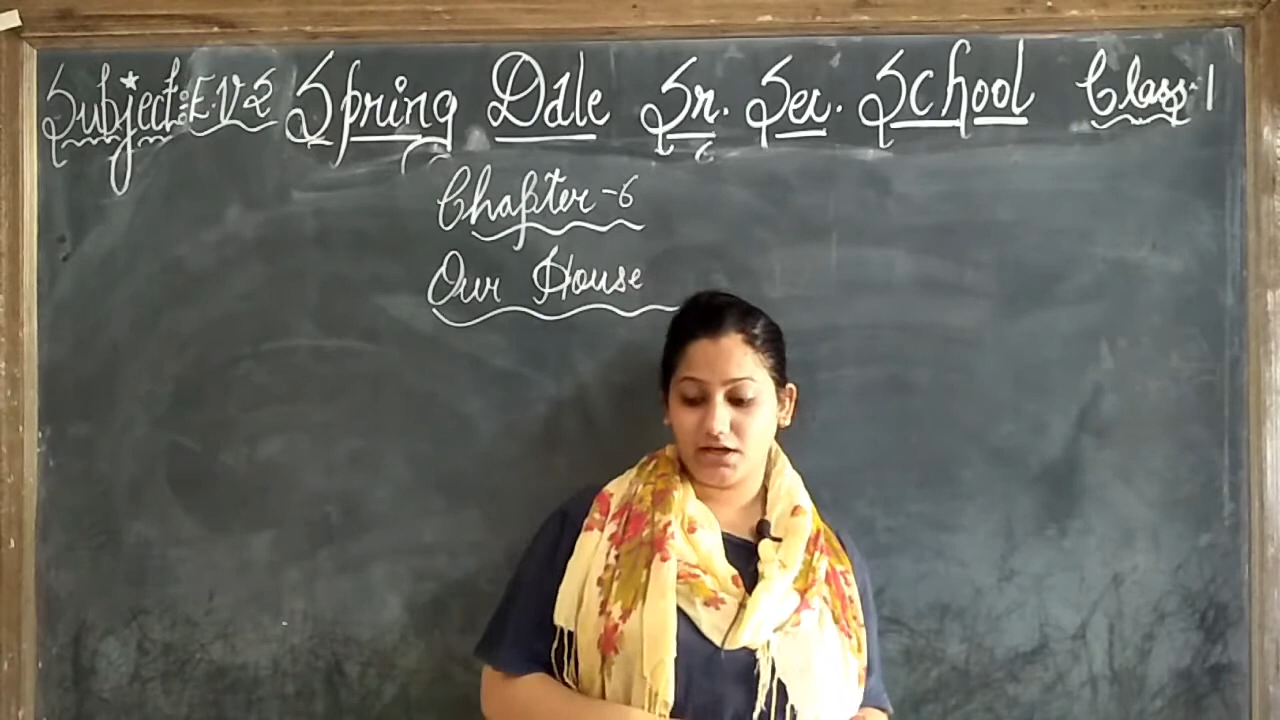 Subject:E.V.S Spring Dale Sr. Sec. School Class-1
Chapter-6
Our House